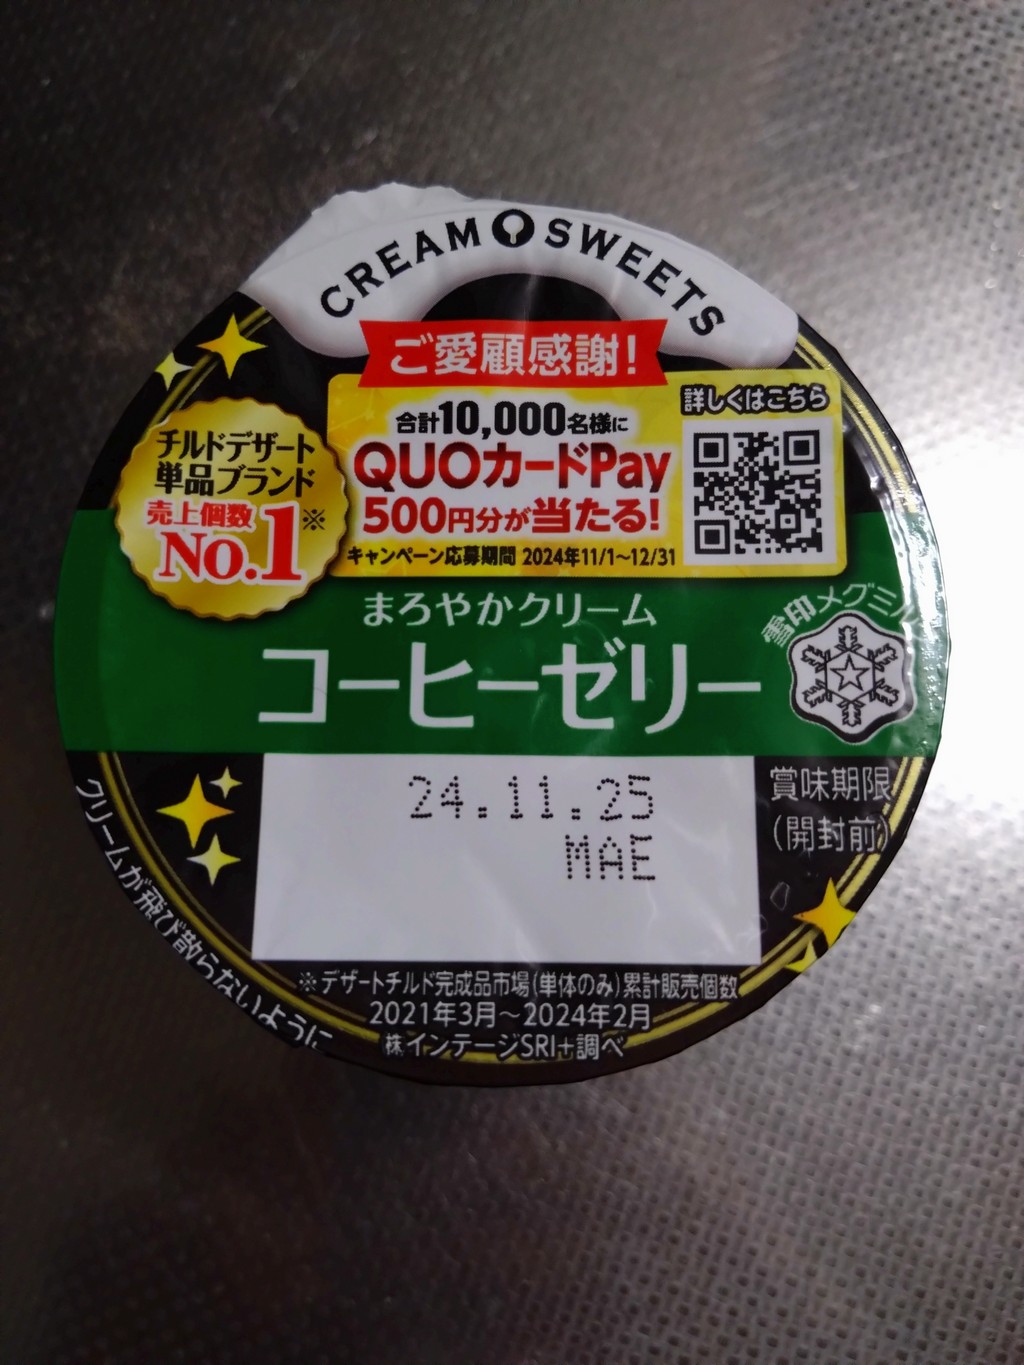 CREAM SWEETS
ご愛顧感謝!
合計10,000名様に
QUOカードPay
500円分が当たる!
キャンペーン応募期間 2024年11/1~12/31
詳しくはこちら
チルドデザート
単品ブランド
売上個数
No.1※
まろやかクリーム
コーヒーゼリー
雪印メグミル
24.11.25
MAE
賞味期限
(開封前)
クリームが飛び散らないように
※デザートチルド完成品市場(単体のみ)累計販売個数
2021年3月~2024年2月
㈱インテージSRI+調べ